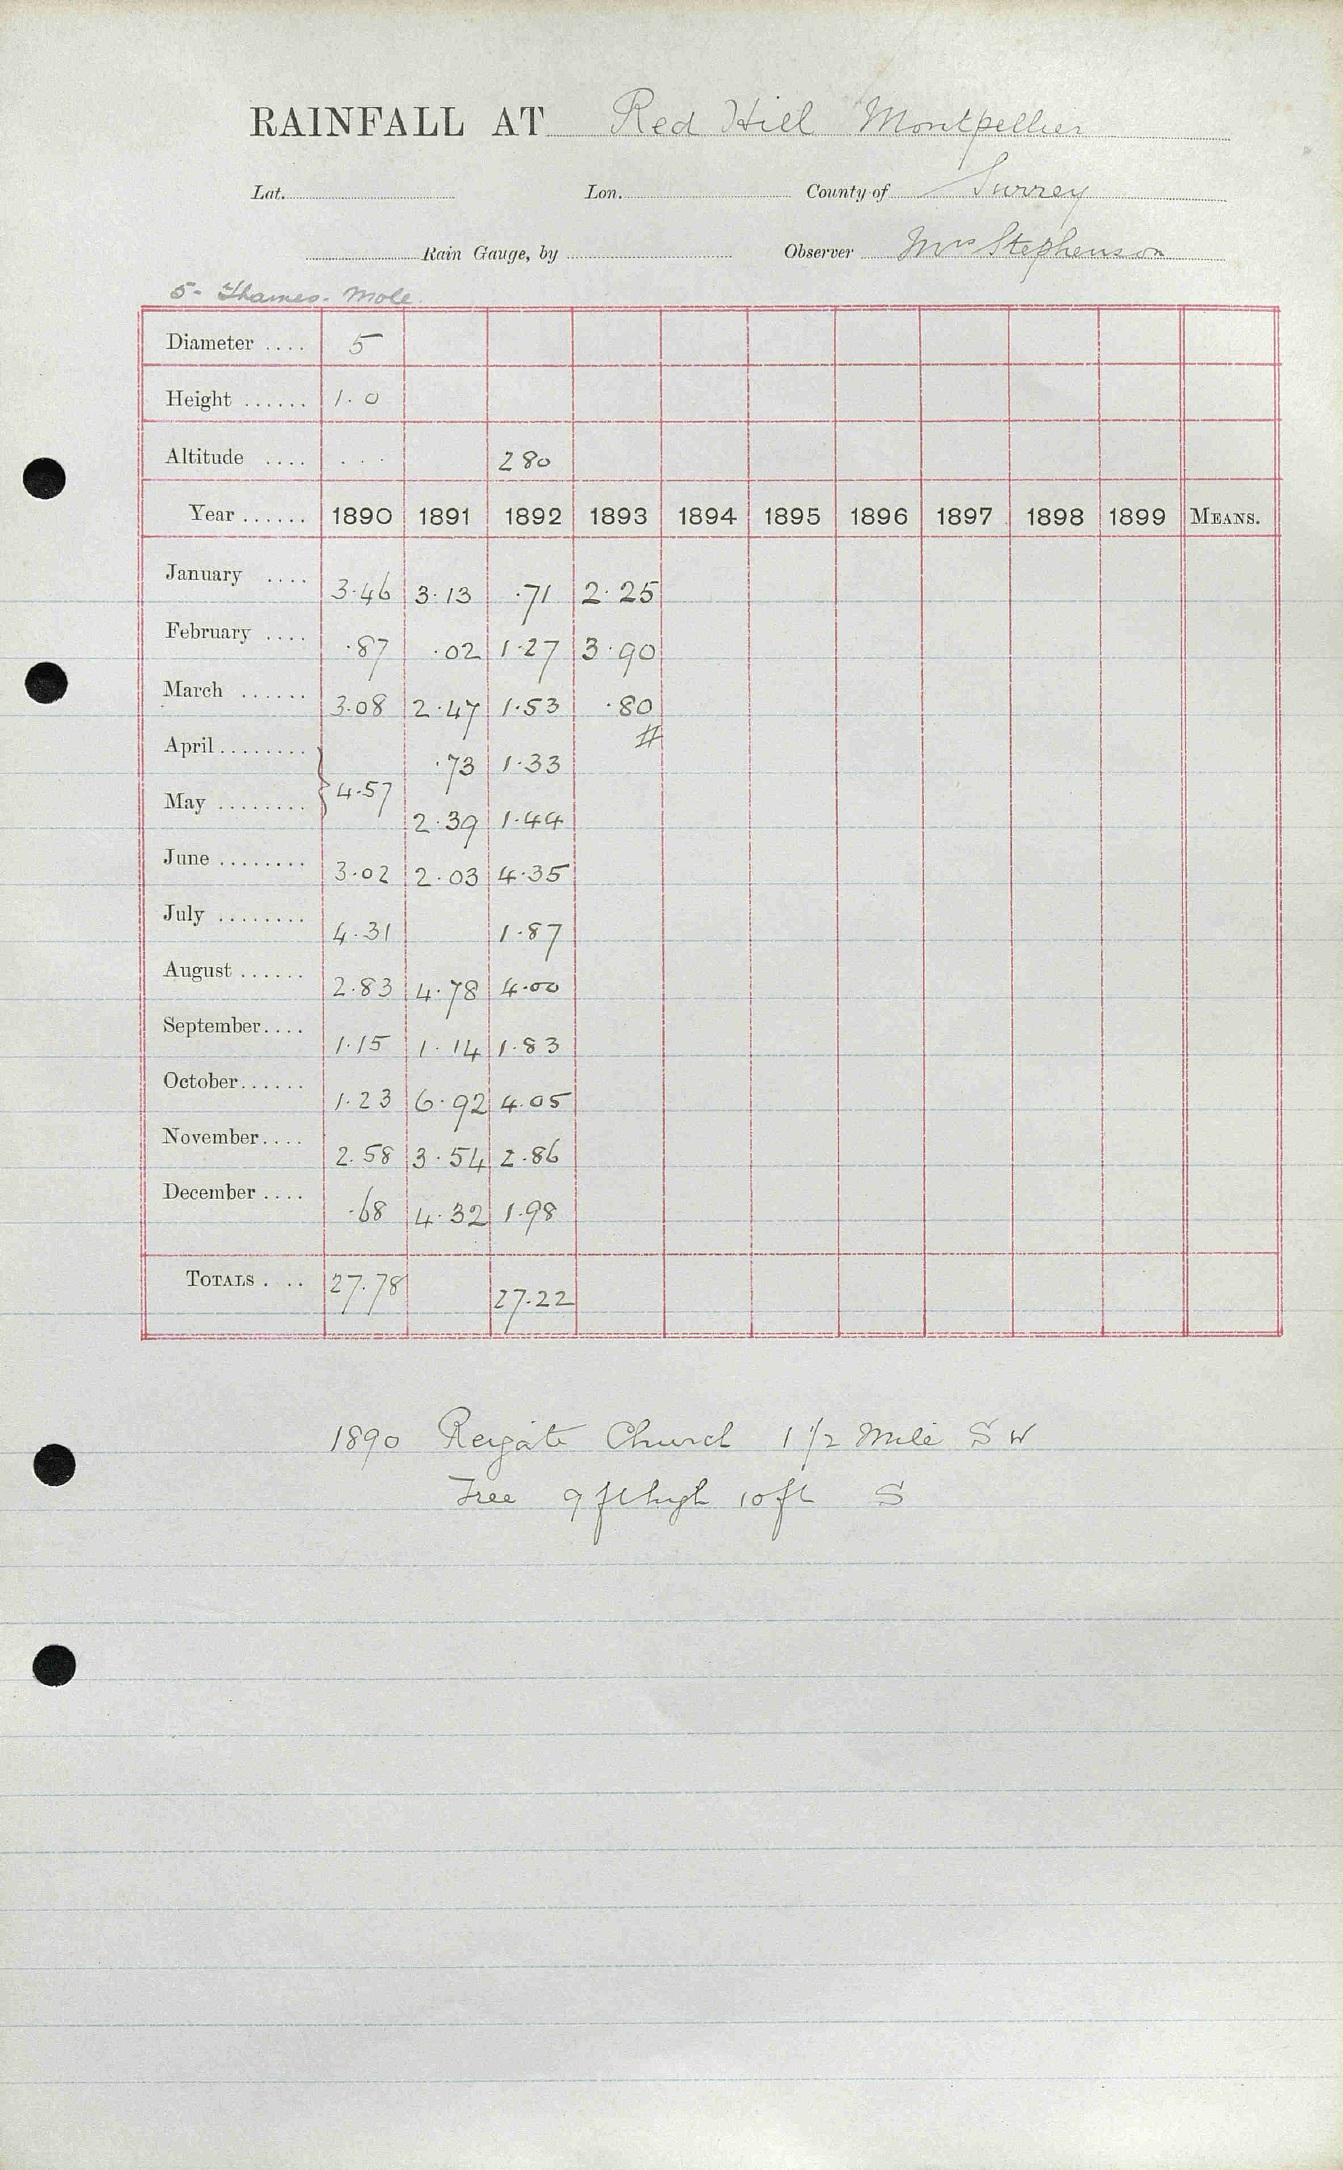 RAINFALL AT Red Hill Montpellier
Lat. Lon. County of Surrey
Rain Gauge, by Observer Mrs Stephenson
5- Thames- Mole.
Diameter .... 5
Height ...... 1.0
Altitude .... ... 280
Year ...... 1890 1891 1892 1893 1894 1895 1896 1897 1898 1899 MEANS.
January .... 3.46 3.13 .71 2.25
February .... .87 .02 1.27 3.90
March ...... 3.08 2.47 1.53 .80
#
April ........ .73 1.33
} 4.57
May ........ 2.39 1.44
June ........ 3.02 2.03 4.35
July ........ 4.31 1.87
August ...... 2.83 4.78 4.00
September.... 1.15 1.14 1.83
October...... 1.23 6.92 4.05
November.... 2.58 3.54 2.86
December .... .68 4.32 1.98
TOTALS . .. 27.78 27.22
1890 Reigate Church 1 1/2 Mile S W
Tree 9 ft high 10 ft S